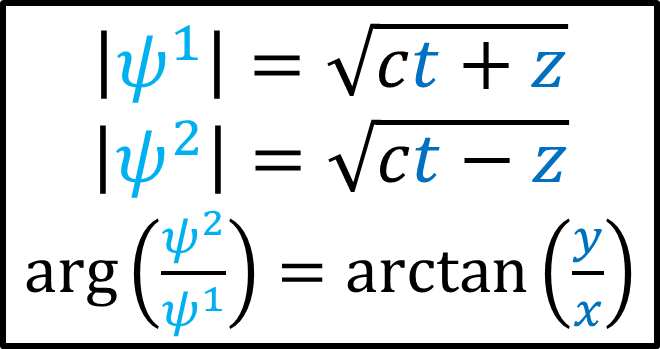 |ψ¹| = √(ct + z)
|ψ²| = √(ct − z)
arg(ψ²/ψ¹) = arctan(y/x)